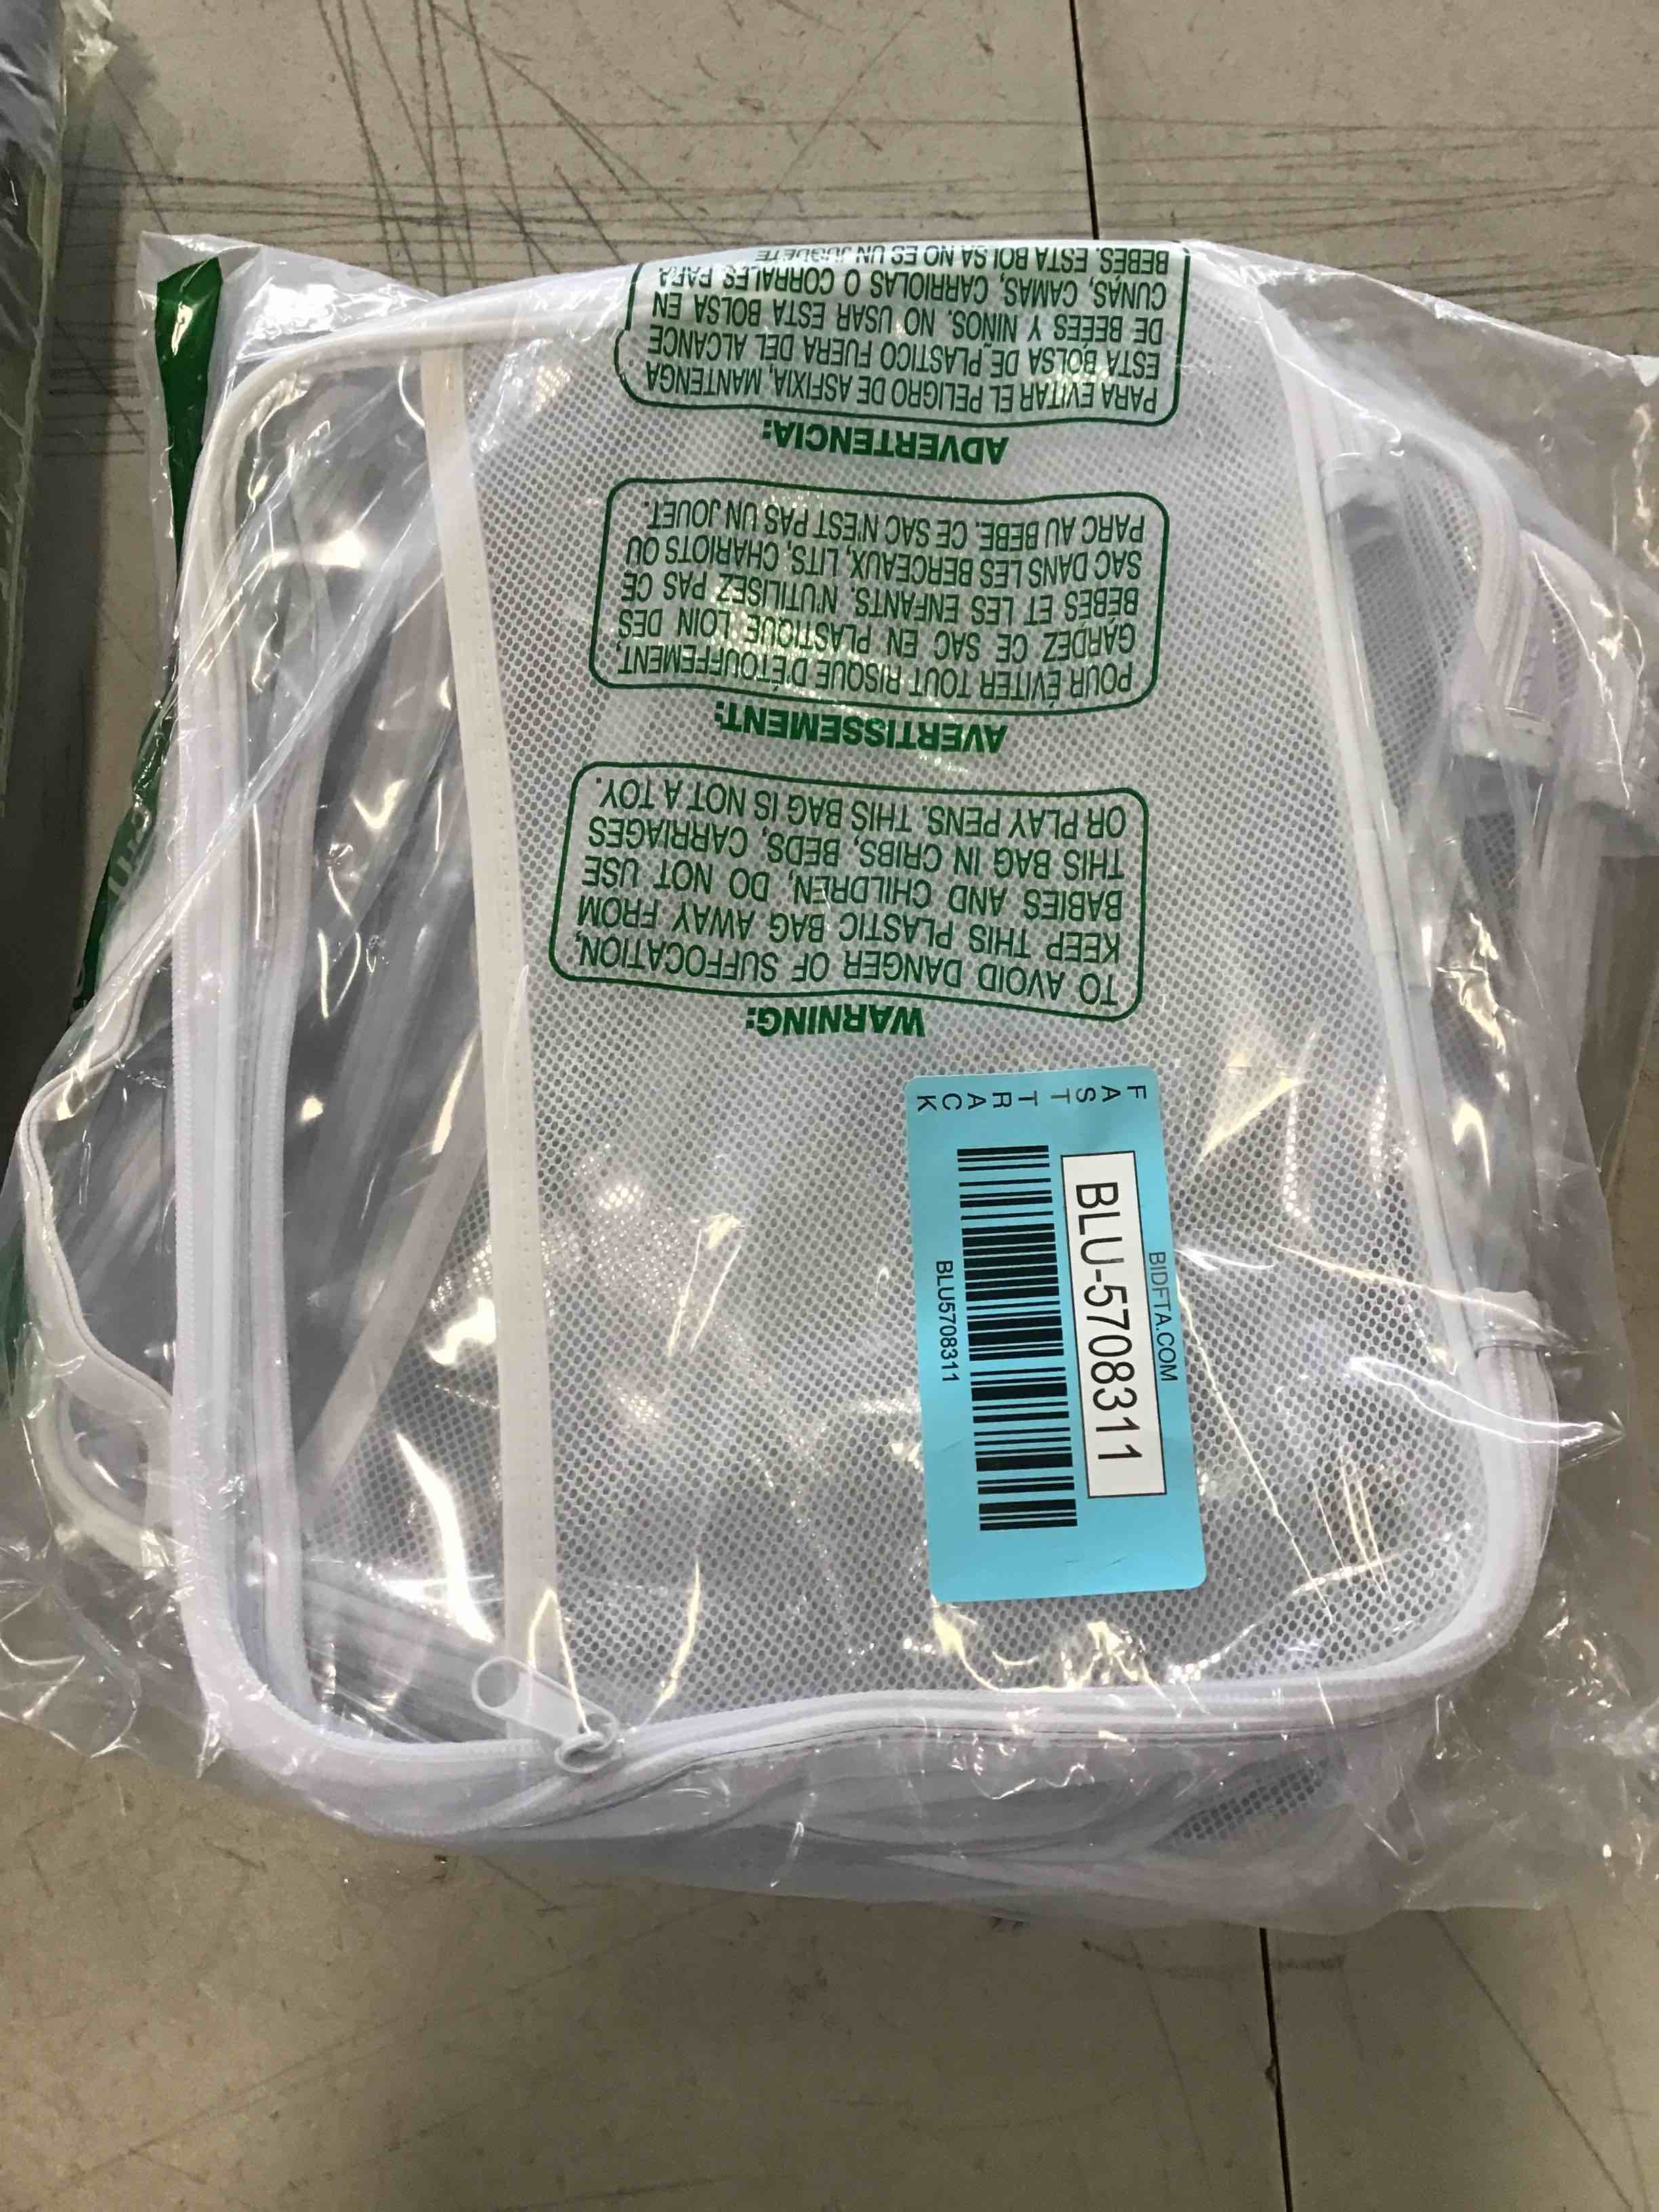 WARNING:
TO AVOID DANGER OF SUFFOCATION,
KEEP THIS PLASTIC BAG AWAY FROM
BABIES AND CHILDREN, DO NOT USE
THIS BAG IN CRIBS, BEDS, CARRIAGES
OR PLAY PENS. THIS BAG IS NOT A TOY.
AVERTISSEMENT:
POUR ÉVITER TOUT RISQUE D'ÉTOUFFEMENT,
GARDEZ CE SAC EN PLASTIQUE LOIN DES
BÉBÉS ET LES ENFANTS. N'UTILISEZ PAS CE
SAC DANS LES BERCEAUX, LITS, CHARIOTS OU
PARC AU BEBE. CE SAC N'EST PAS UN JOUET.
ADVERTENCIA:
PARA EVITAR EL PELIGRO DE ASFIXIA, MANTENGA
ESTA BOLSA DE PLASTICO FUERA DEL ALCANCE
DE BÉÉES Y NIÑOS. NO USAR ESTA BOLSA EN
CUNAS, CAMAS, CARRIOLAS O CORRALES PARA
BEBES. ESTA BOLSA NO ES UN JUGUETE
BIDFTA.COM
BLU-5708311
BLU5708311
FAST TRACK